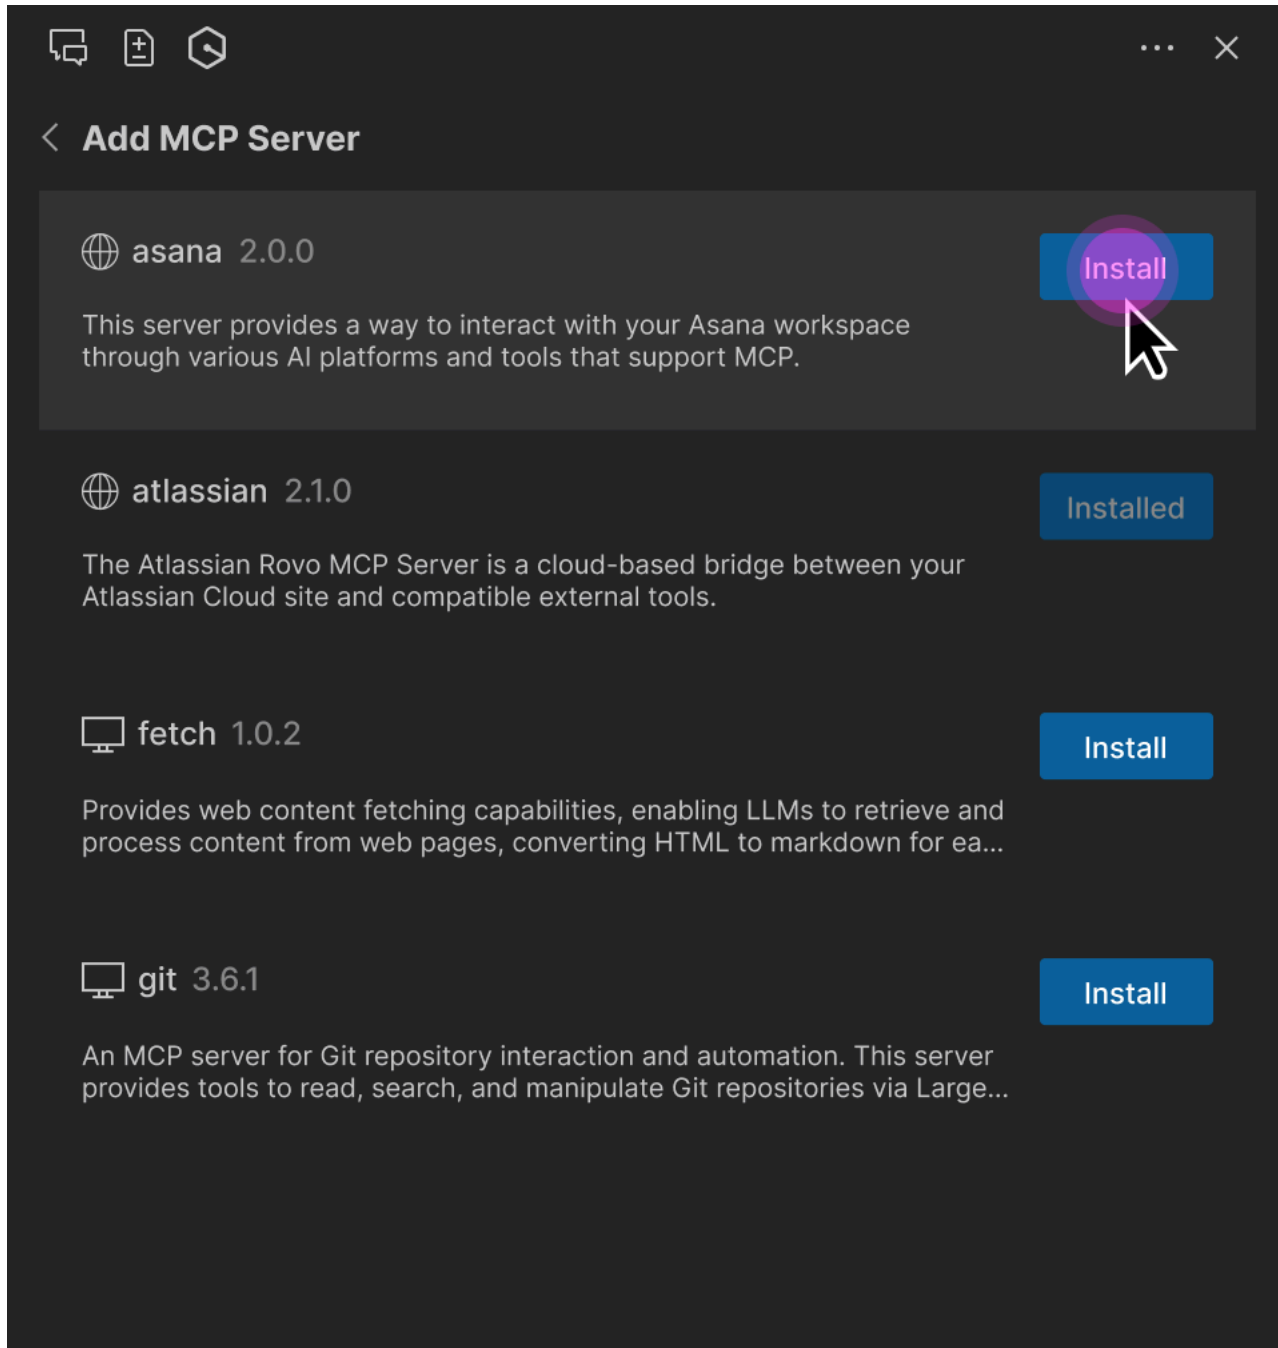 Add MCP Server
asana 2.0.0
Install
This server provides a way to interact with your Asana workspace
through various AI platforms and tools that support MCP.
atlassian 2.1.0
Installed
The Atlassian Rovo MCP Server is a cloud-based bridge between your
Atlassian Cloud site and compatible external tools.
fetch 1.0.2
Install
Provides web content fetching capabilities, enabling LLMs to retrieve and
process content from web pages, converting HTML to markdown for ea...
git 3.6.1
Install
An MCP server for Git repository interaction and automation. This server
provides tools to read, search, and manipulate Git repositories via Large...